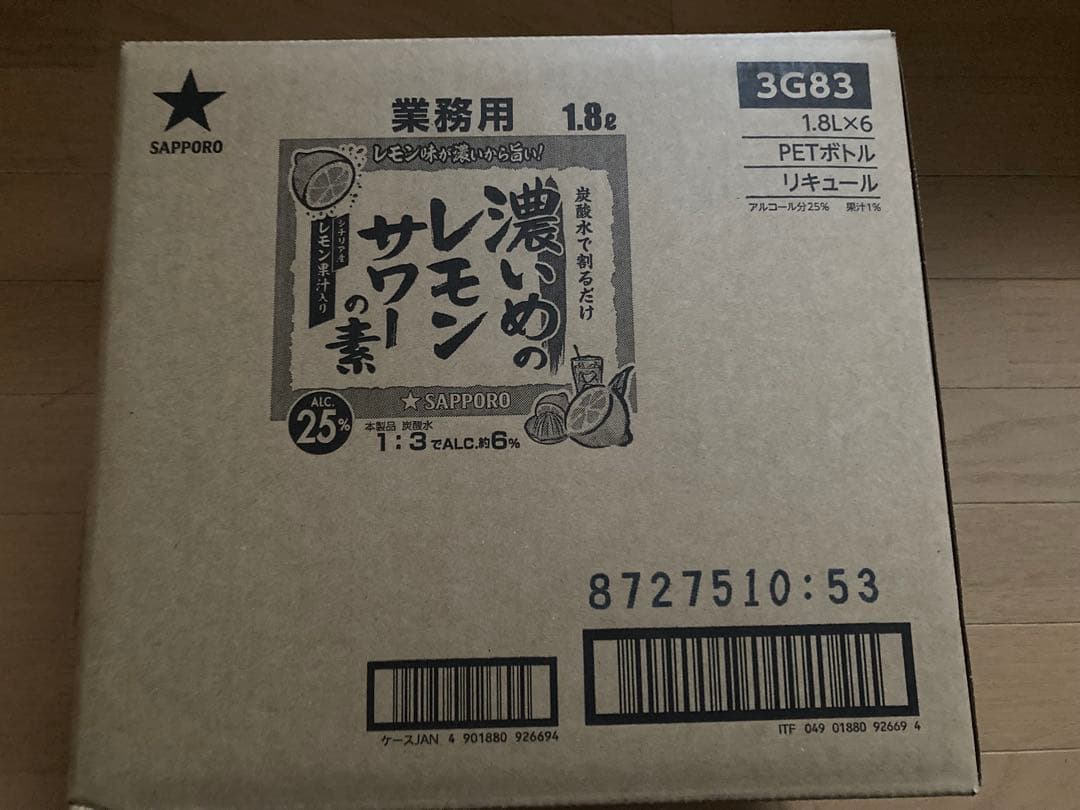 SAPPORO
業務用 1.8ℓ
3G83
1.8L×6
PETボトル
リキュール
アルコール分25% 果汁1%
レモン味が濃いから旨い!
炭酸水で割るだけ
濃いめの
レモン
サワー
の素
シチリア産
レモン果汁入り
★SAPPORO
ALC.
25%
本製品 炭酸水
1:3でALC.約6%
8727510:53
ケースJAN 4 901880 926694
ITF 049 01880 92669 4